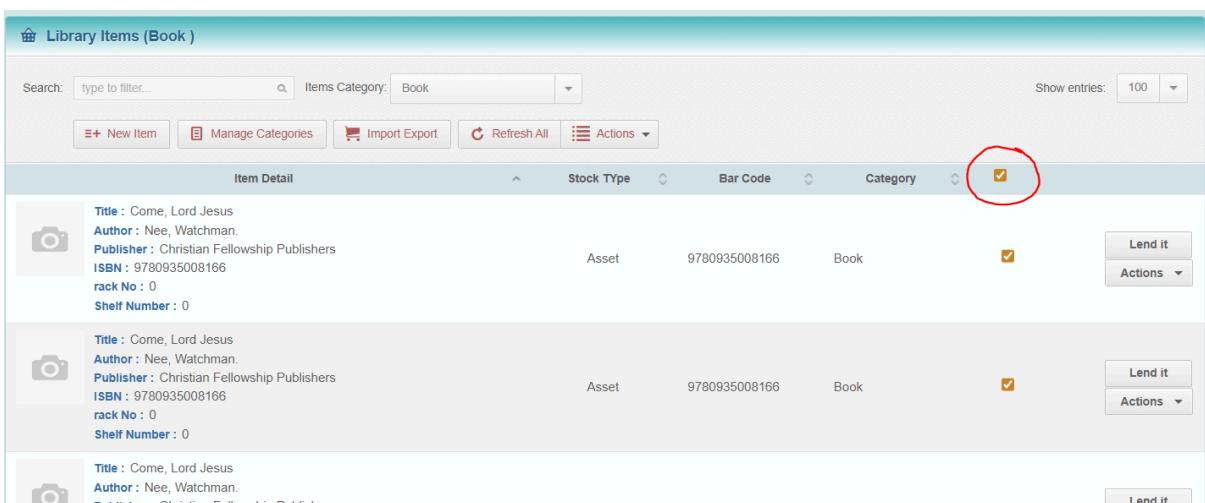 Library Items (Book )
Search: type to filter... Items Category: Book Show entries: 100
New Item Manage Categories Import Export Refresh All Actions
Item Detail Stock TYpe Bar Code Category
Title : Come, Lord Jesus
Author : Nee, Watchman.
Publisher : Christian Fellowship Publishers
ISBN : 9780935008166
rack No : 0
Shelf Number : 0
Asset 9780935008166 Book
Lend it
Actions
Title : Come, Lord Jesus
Author : Nee, Watchman.
Publisher : Christian Fellowship Publishers
ISBN : 9780935008166
rack No : 0
Shelf Number : 0
Asset 9780935008166 Book
Lend it
Actions
Title : Come, Lord Jesus
Author : Nee, Watchman.
Lend it